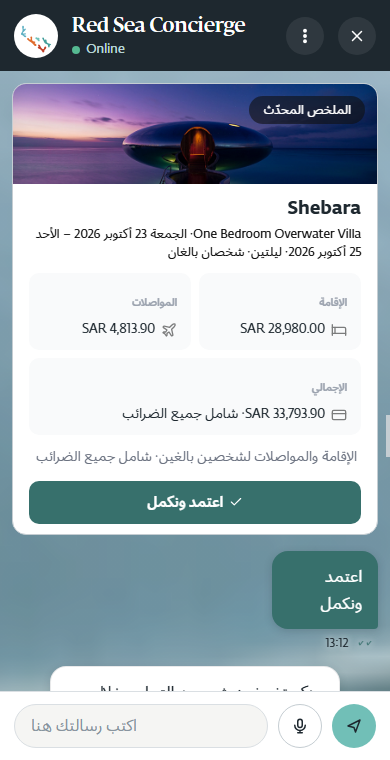 Red Sea Concierge
Online
الملخص المحدّث
Shebara
One Bedroom Overwater Villa· الجمعة 23 أكتوبر 2026 – الأحد
25 أكتوبر 2026· ليلتين· شخصان بالغان
الإقامة
SAR 28,980.00
المواصلات
SAR 4,813.90
الإجمالي
SAR 33,793.90· شامل جميع الضرائب
الإقامة والمواصلات لشخصين بالغين· شامل جميع الضرائب
اعتمد ونكمل
اعتمد
ونكمل
13:12
اكتب رسالتك هنا